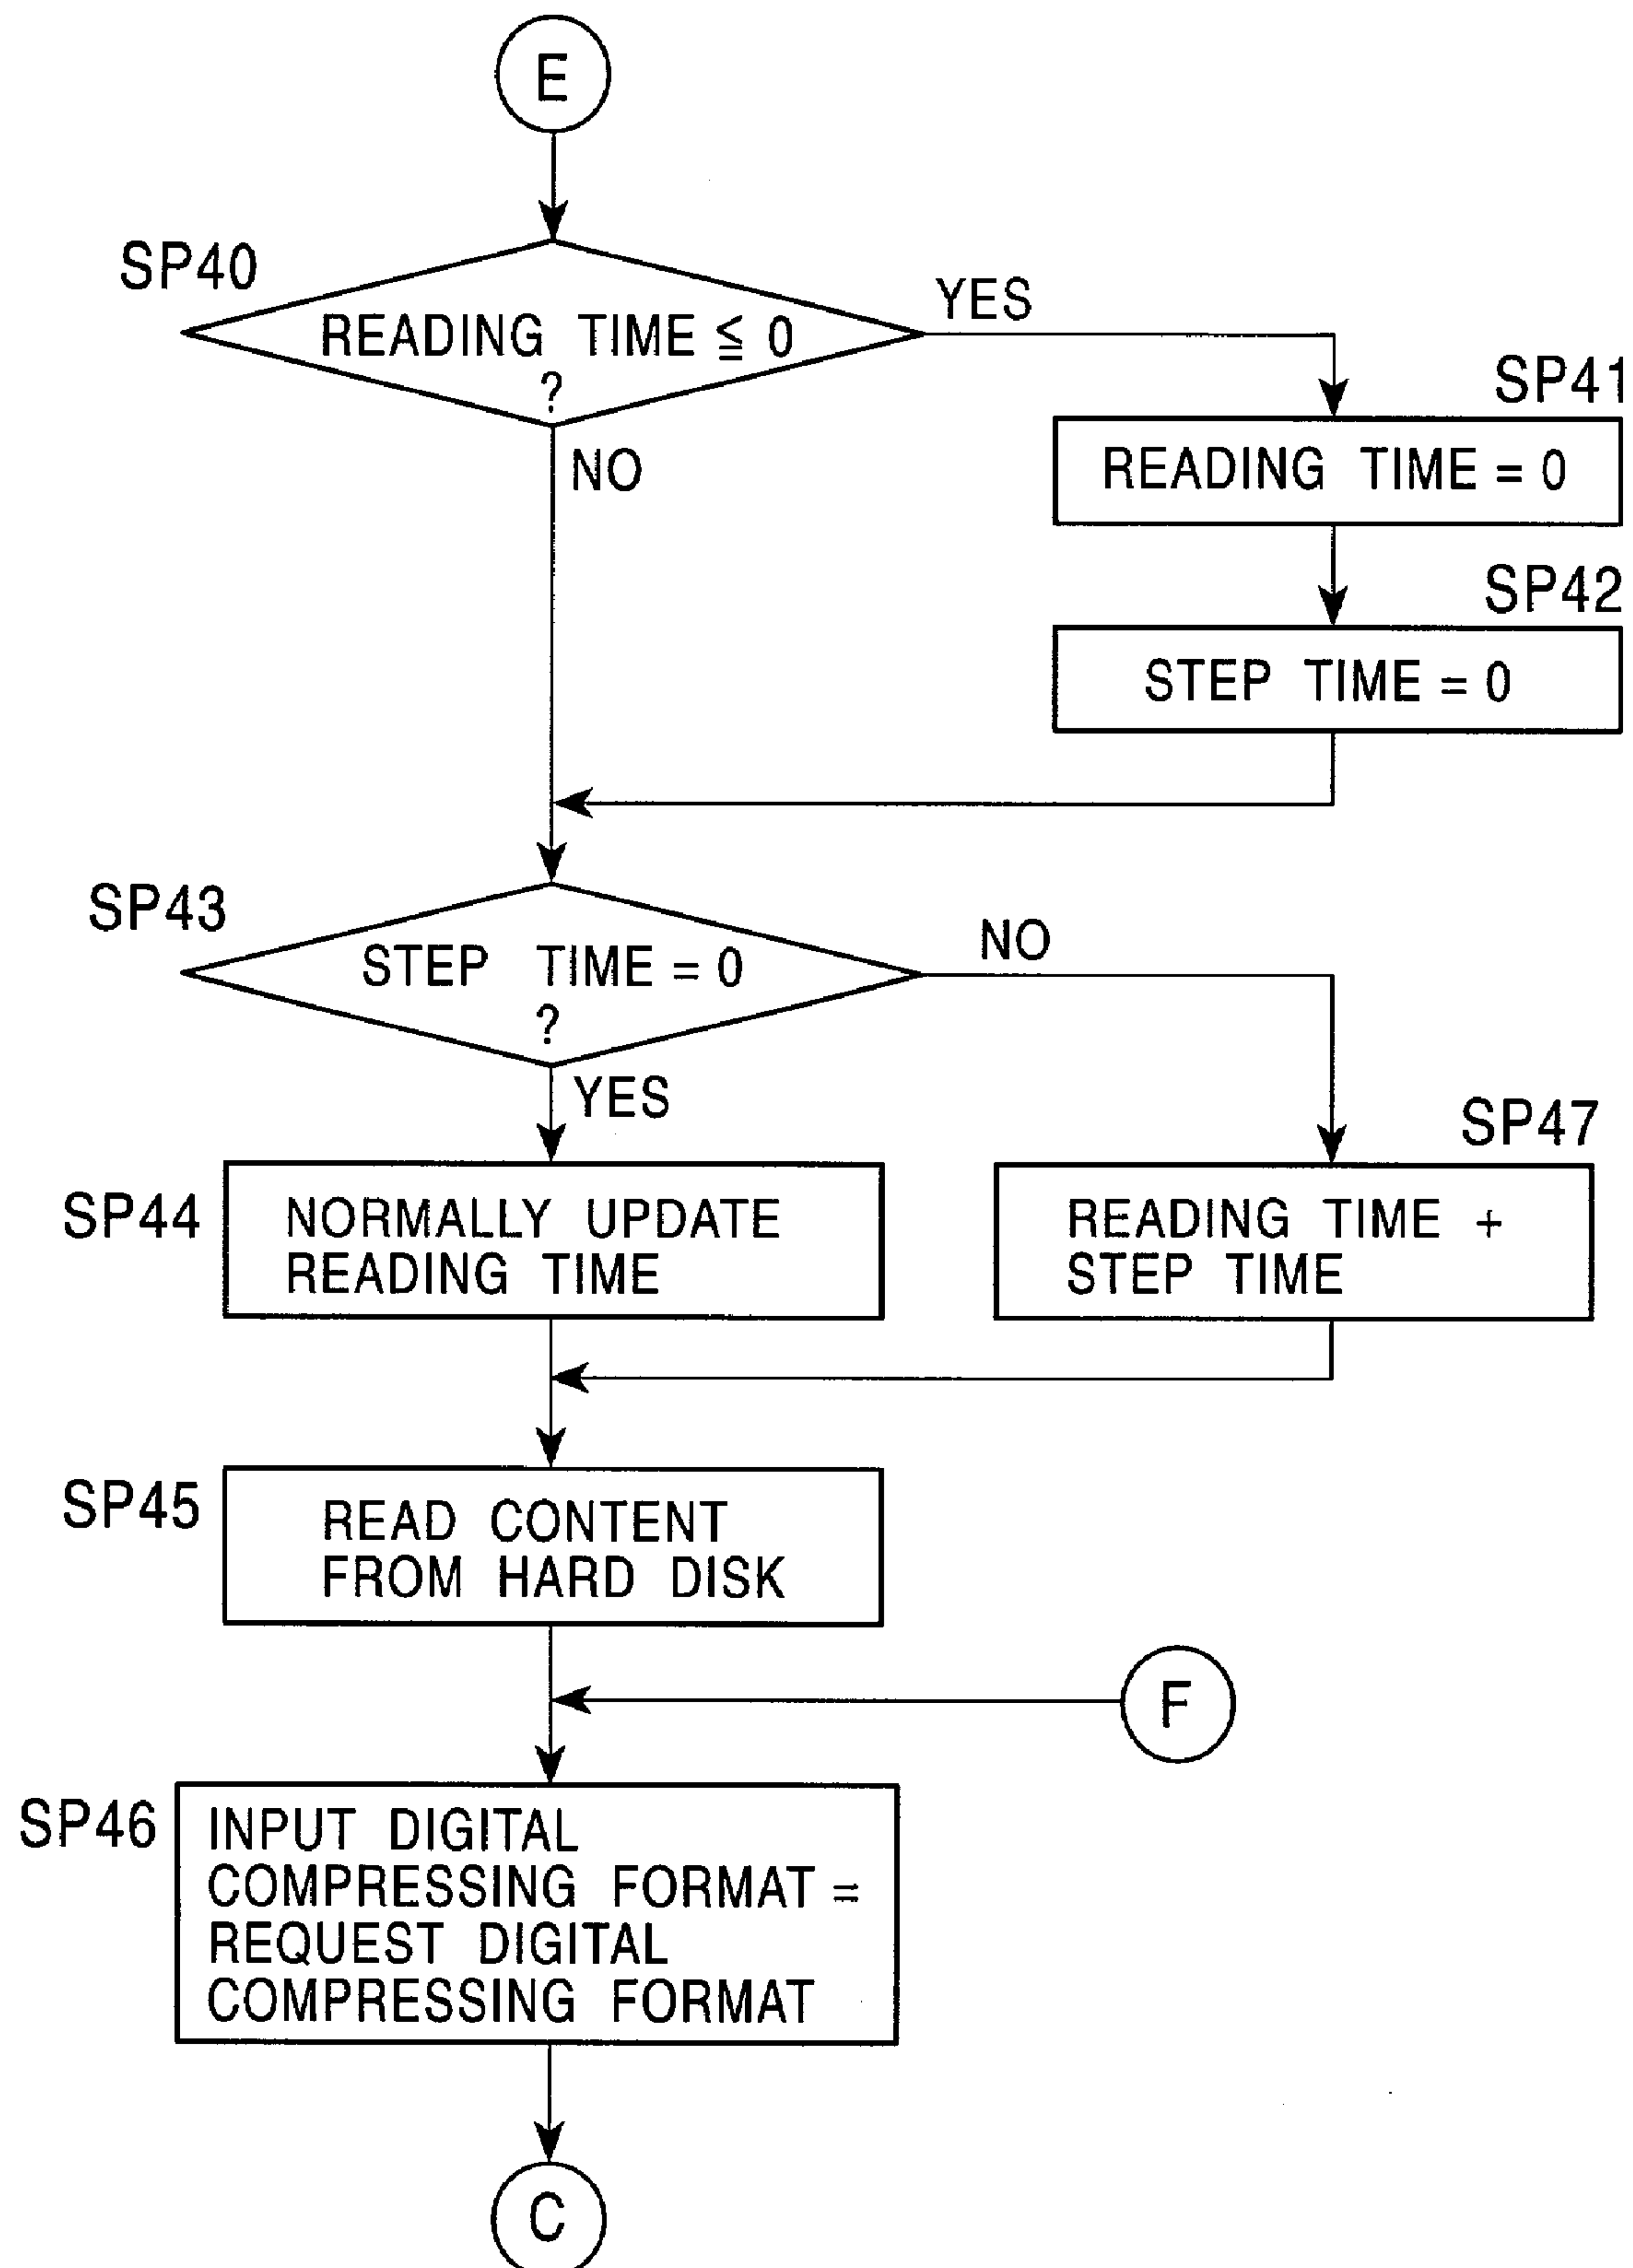 E
SP40
READING TIME ≦ 0
?
YES
NO
SP41
READING TIME = 0
SP42
STEP TIME = 0
SP43
STEP TIME = 0
?
NO
YES
SP44
NORMALLY UPDATE
READING TIME
SP47
READING TIME +
STEP TIME
SP45
READ CONTENT
FROM HARD DISK
F
SP46
INPUT DIGITAL
COMPRESSING FORMAT =
REQUEST DIGITAL
COMPRESSING FORMAT
C